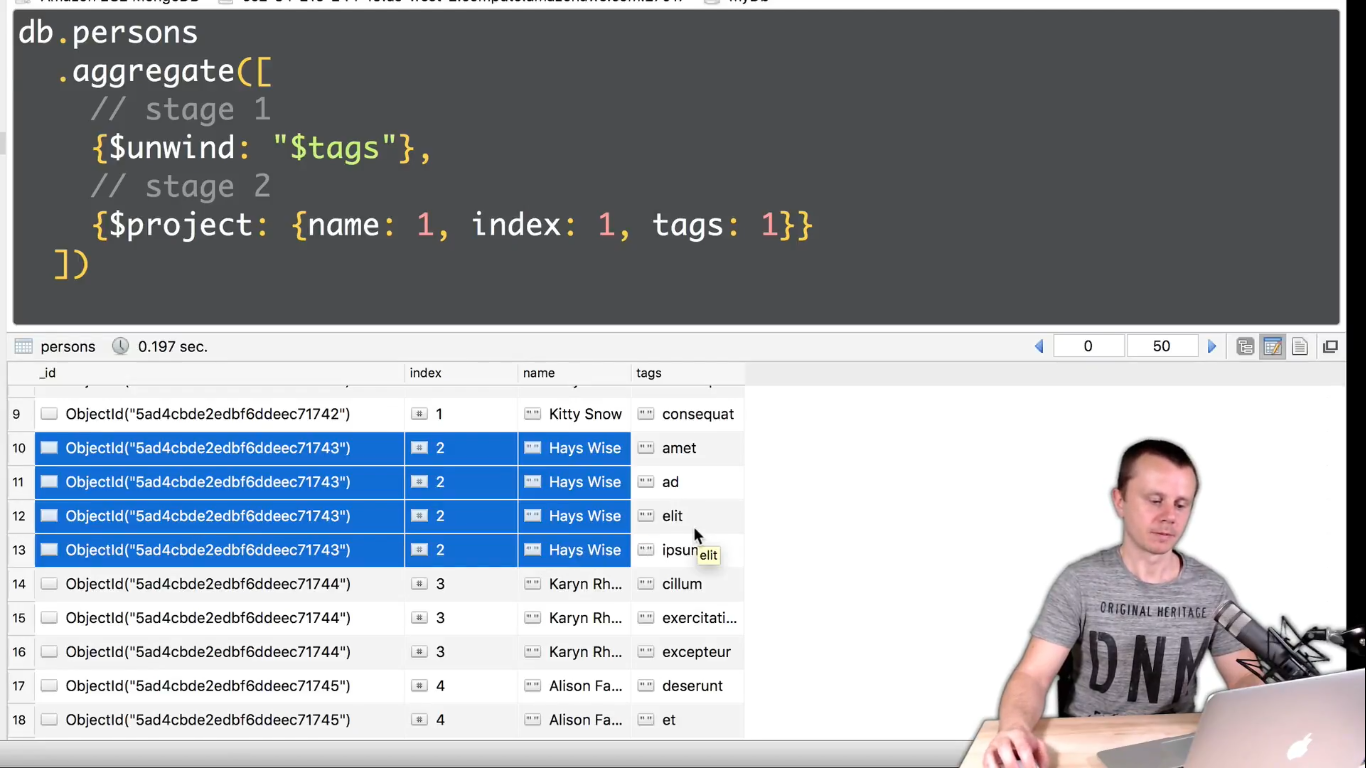 db.persons
.aggregate([
// stage 1
{$unwind: "$tags"},
// stage 2
{$project: {name: 1, index: 1, tags: 1}}
])
persons 0.197 sec. 0 50
_id index name tags
9 ObjectId("5ad4cbde2edbf6ddeec71742") # 1 "" Kitty Snow "" consequat
10 ObjectId("5ad4cbde2edbf6ddeec71743") # 2 "" Hays Wise "" amet
11 ObjectId("5ad4cbde2edbf6ddeec71743") # 2 "" Hays Wise "" ad
12 ObjectId("5ad4cbde2edbf6ddeec71743") # 2 "" Hays Wise "" elit
13 ObjectId("5ad4cbde2edbf6ddeec71743") # 2 "" Hays Wise "" ipsum
elit
14 ObjectId("5ad4cbde2edbf6ddeec71744") # 3 "" Karyn Rh... "" cillum
15 ObjectId("5ad4cbde2edbf6ddeec71744") # 3 "" Karyn Rh... "" exercitati...
16 ObjectId("5ad4cbde2edbf6ddeec71744") # 3 "" Karyn Rh... "" excepteur
17 ObjectId("5ad4cbde2edbf6ddeec71745") # 4 "" Alison Fa... "" deserunt
18 ObjectId("5ad4cbde2edbf6ddeec71745") # 4 "" Alison Fa... "" et
ORIGINAL HERITAGE
DNM